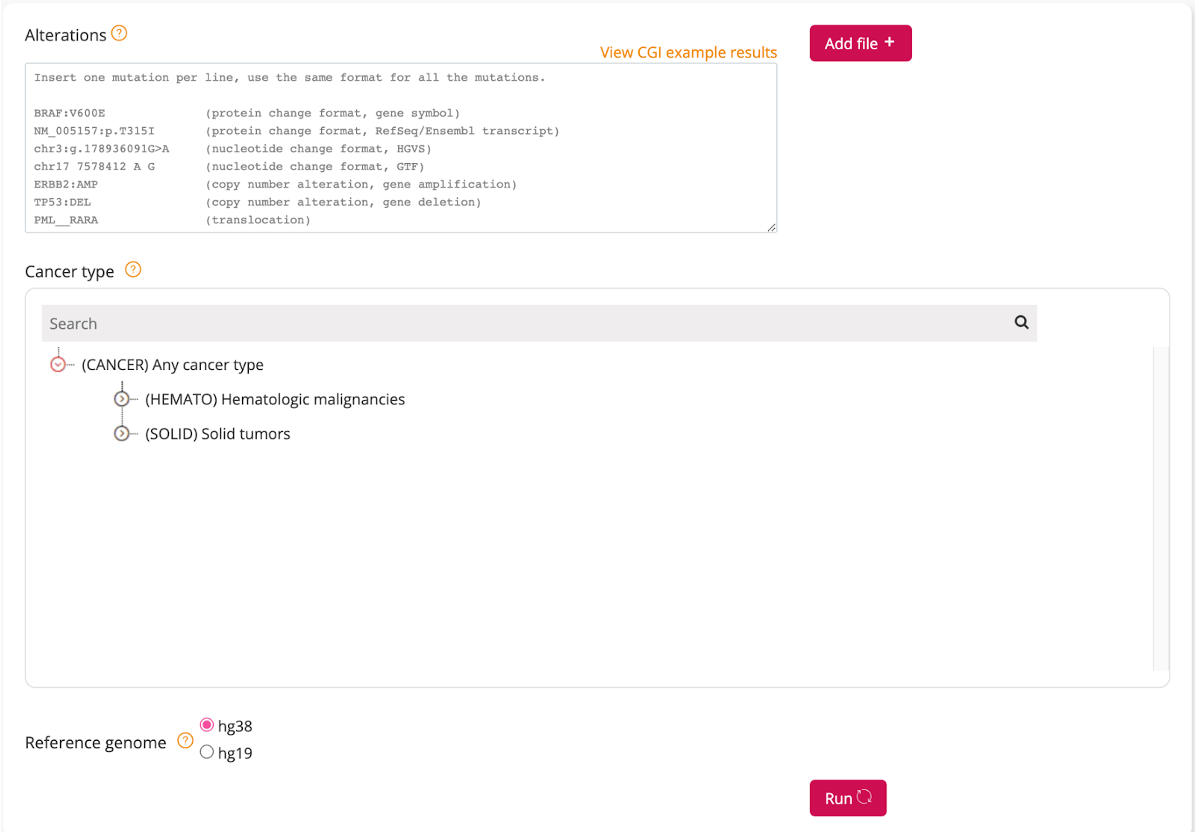 Alterations ?
View CGI example results
Add file +
Insert one mutation per line, use the same format for all the mutations.
BRAF:V600E (protein change format, gene symbol)
NM_005157:p.T315I (protein change format, RefSeq/Ensembl transcript)
chr3:g.178936091G>A (nucleotide change format, HGVS)
chr17 7578412 A G (nucleotide change format, GTF)
ERBB2:AMP (copy number alteration, gene amplification)
TP53:DEL (copy number alteration, gene deletion)
PML__RARA (translocation)
Cancer type ?
Search
(CANCER) Any cancer type
(HEMATO) Hematologic malignancies
(SOLID) Solid tumors
Reference genome ?
hg38
hg19
Run